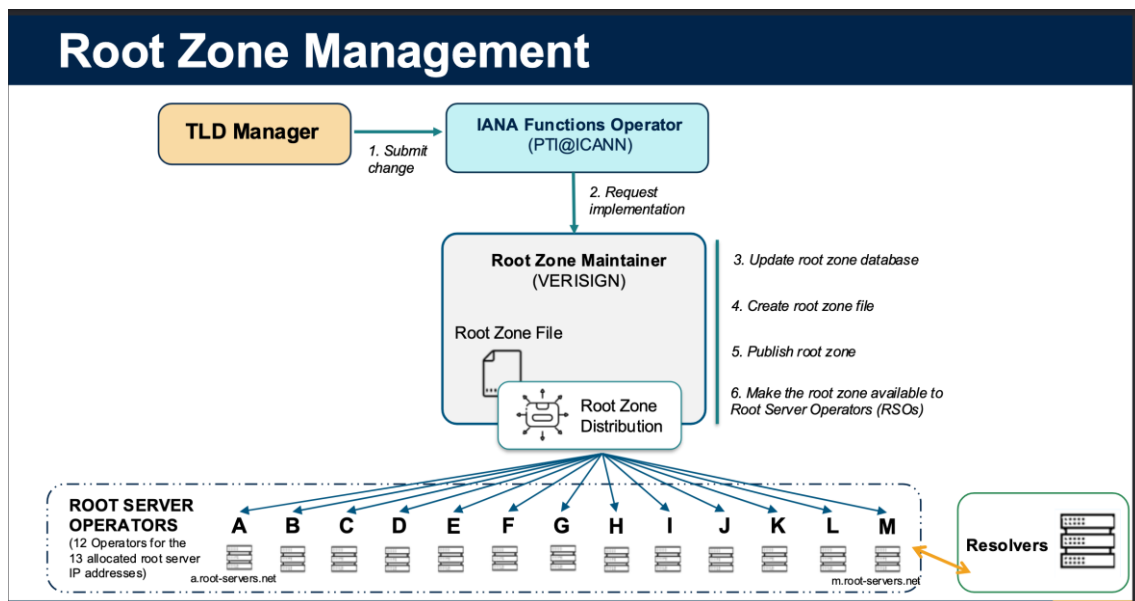 Root Zone Management
TLD Manager
1. Submit
change
IANA Functions Operator
(PTI@ICANN)
2. Request
implementation
Root Zone Maintainer
(VERISIGN)
Root Zone File
Root Zone
Distribution
3. Update root zone database
4. Create root zone file
5. Publish root zone
6. Make the root zone available to
Root Server Operators (RSOs)
ROOT SERVER
OPERATORS
(12 Operators for the
13 allocated root server
IP addresses)
A B C D E F G H I J K L M
a.root-servers.net
m.root-servers.net
Resolvers